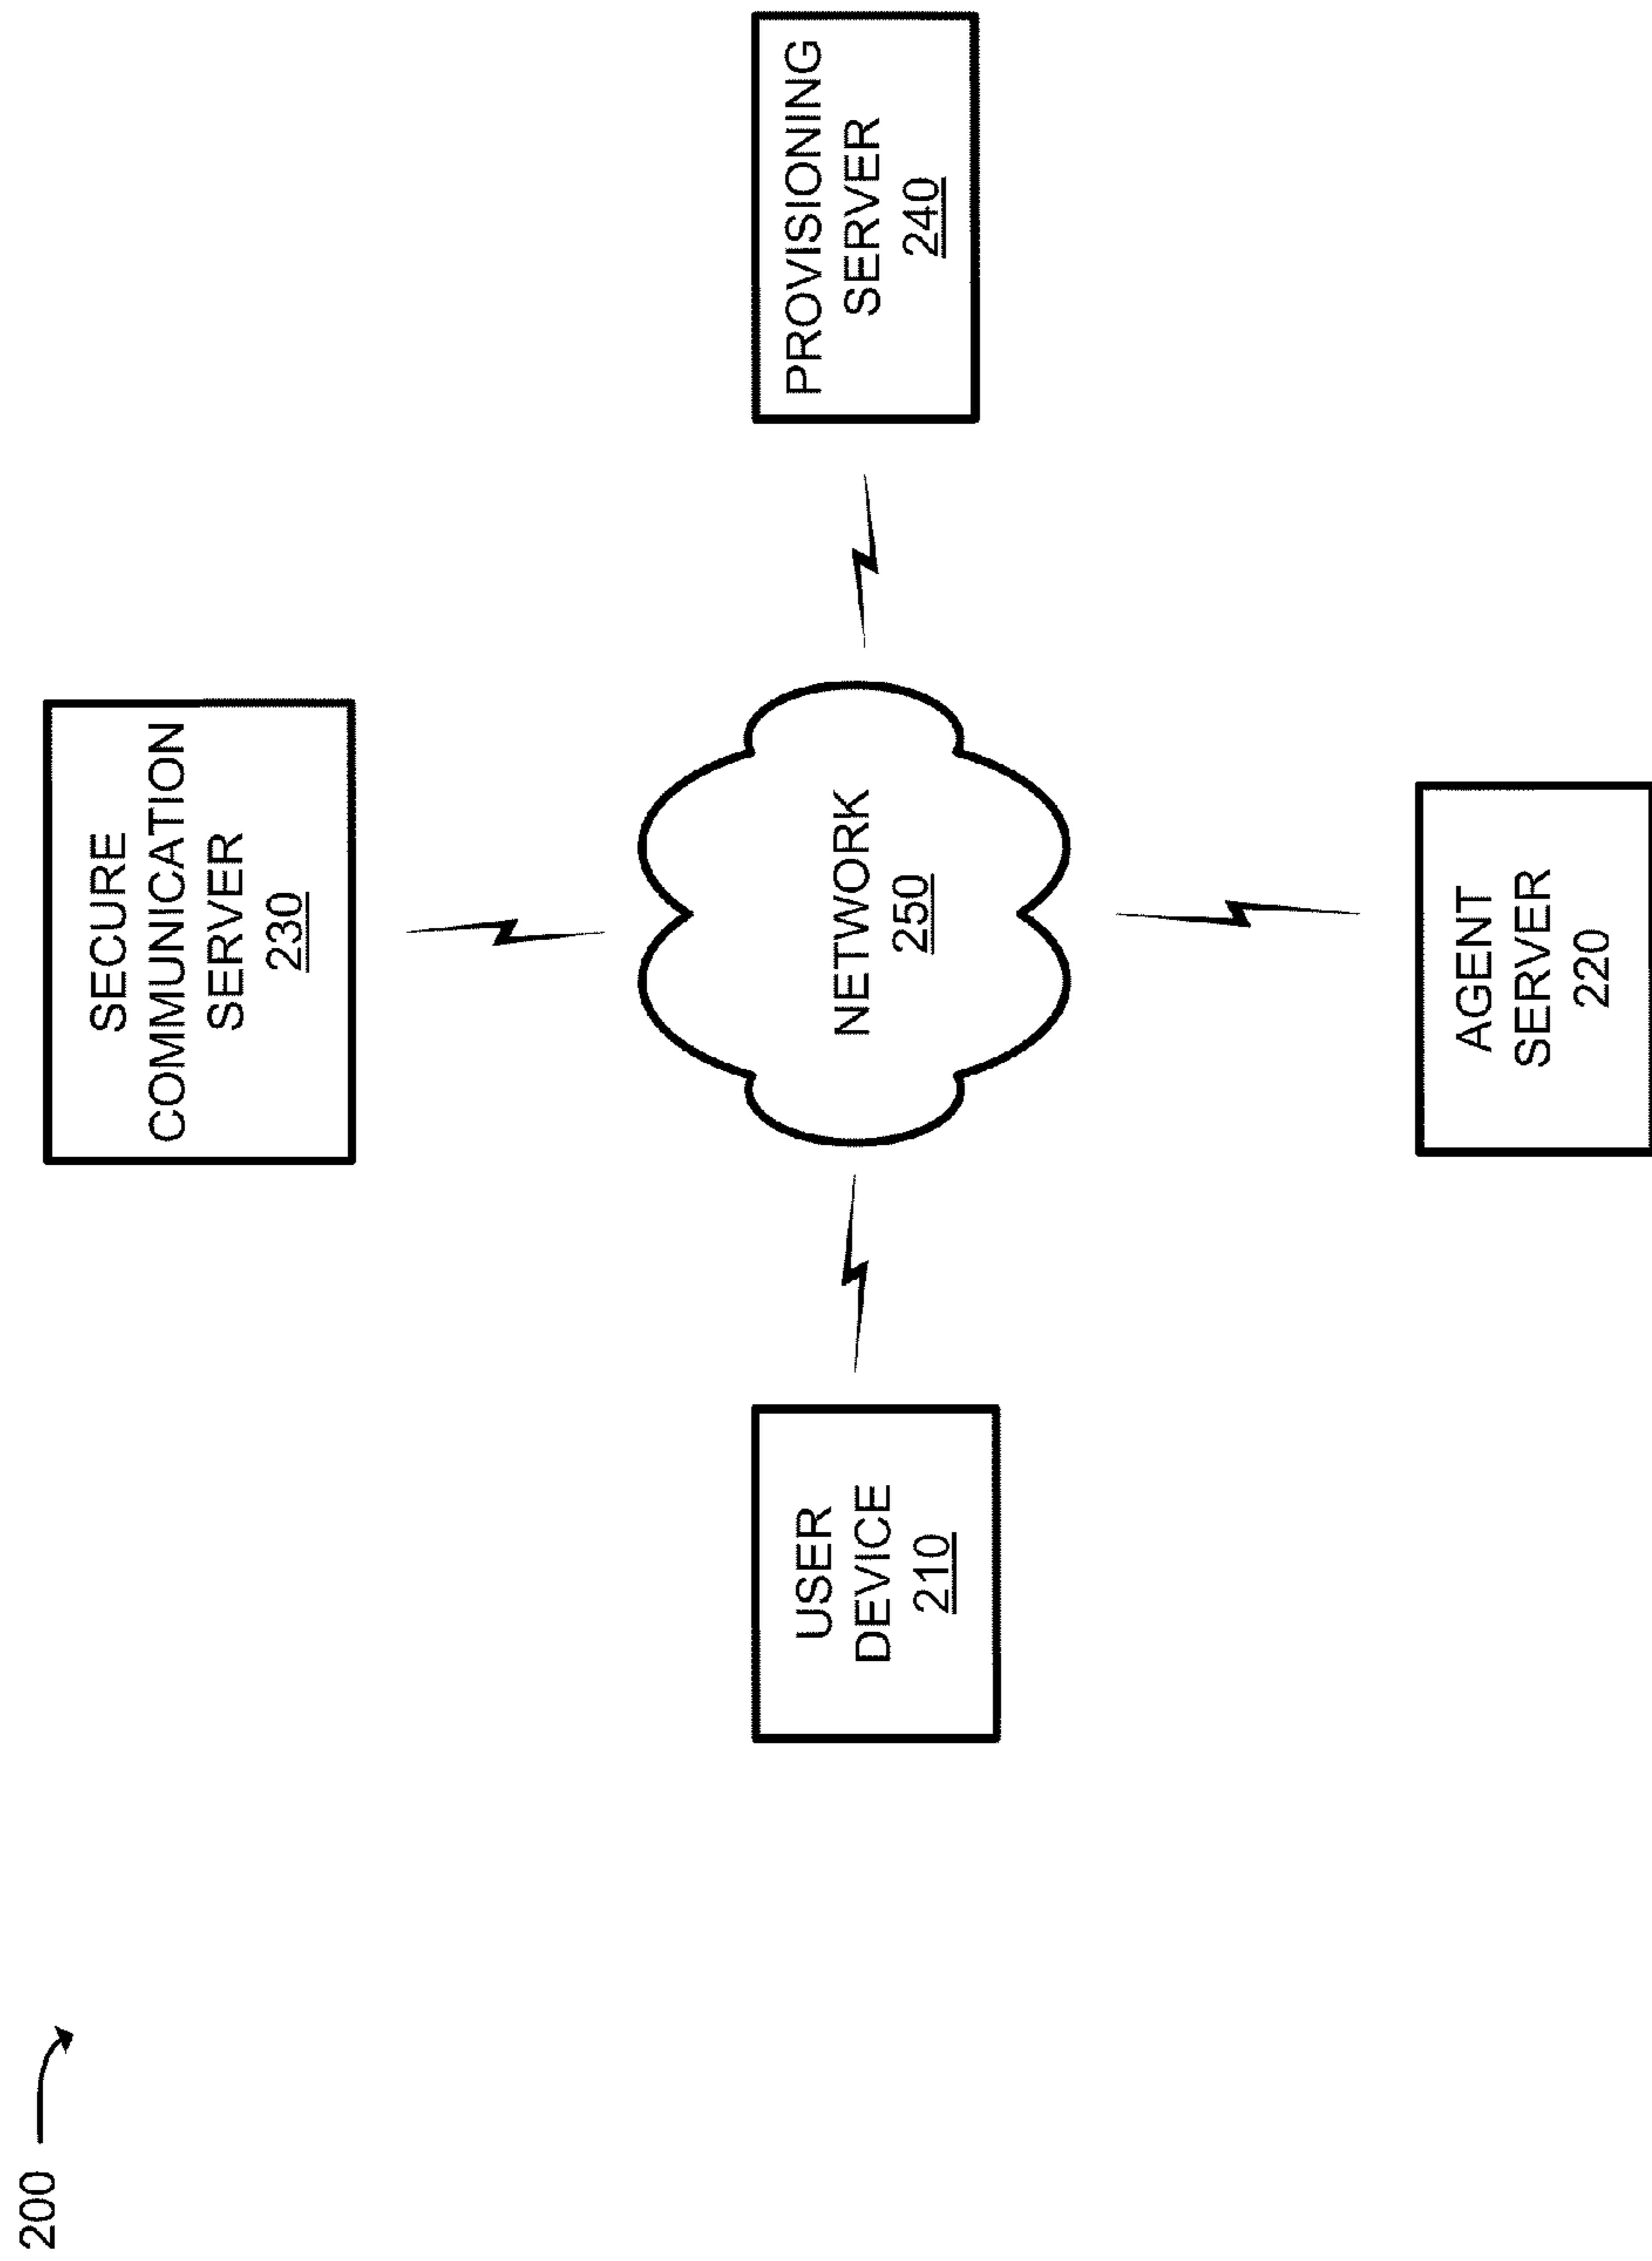 200
SECURE
COMMUNICATION
SERVER
230
USER
DEVICE
210
NETWORK
250
PROVISIONING
SERVER
240
AGENT
SERVER
220